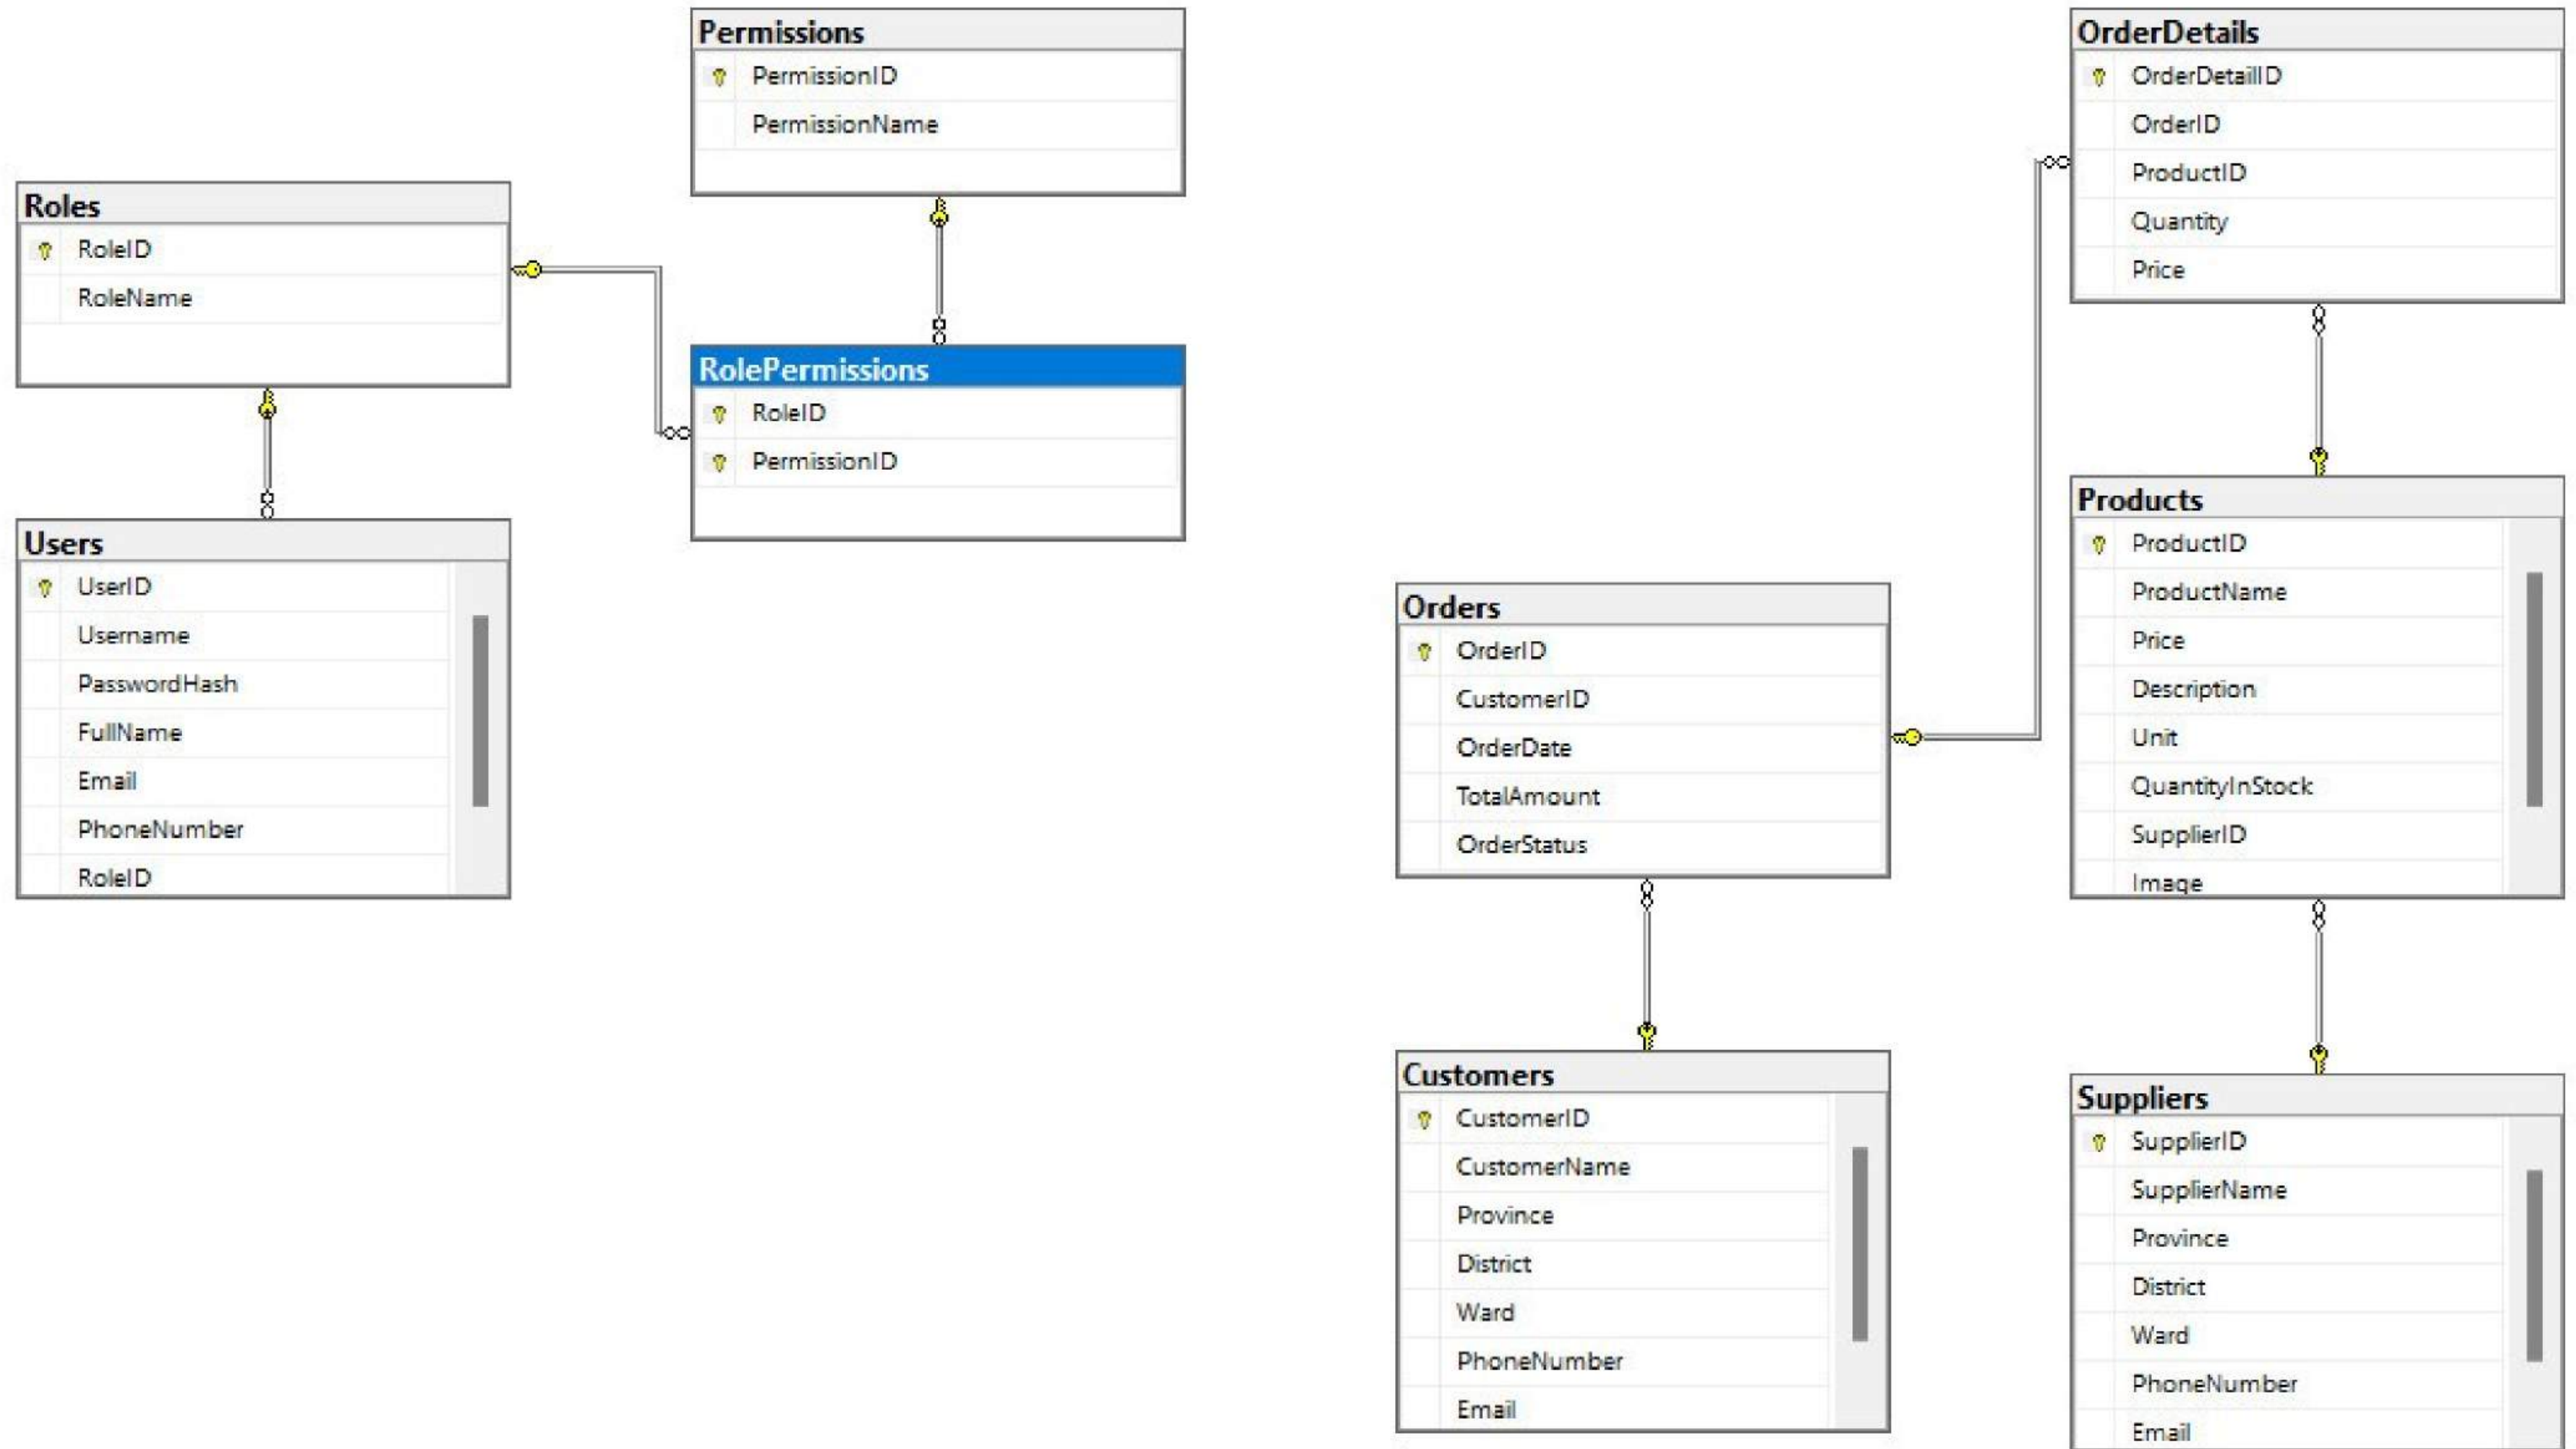 Permissions
PermissionID
PermissionName
Roles
RoleID
RoleName
RolePermissions
RoleID
PermissionID
Users
UserID
Username
PasswordHash
FullName
Email
PhoneNumber
RoleID
OrderDetails
OrderDetailID
OrderID
ProductID
Quantity
Price
Products
ProductID
ProductName
Price
Description
Unit
QuantityInStock
SupplierID
Image
Orders
OrderID
CustomerID
OrderDate
TotalAmount
OrderStatus
Customers
CustomerID
CustomerName
Province
District
Ward
PhoneNumber
Email
Suppliers
SupplierID
SupplierName
Province
District
Ward
PhoneNumber
Email